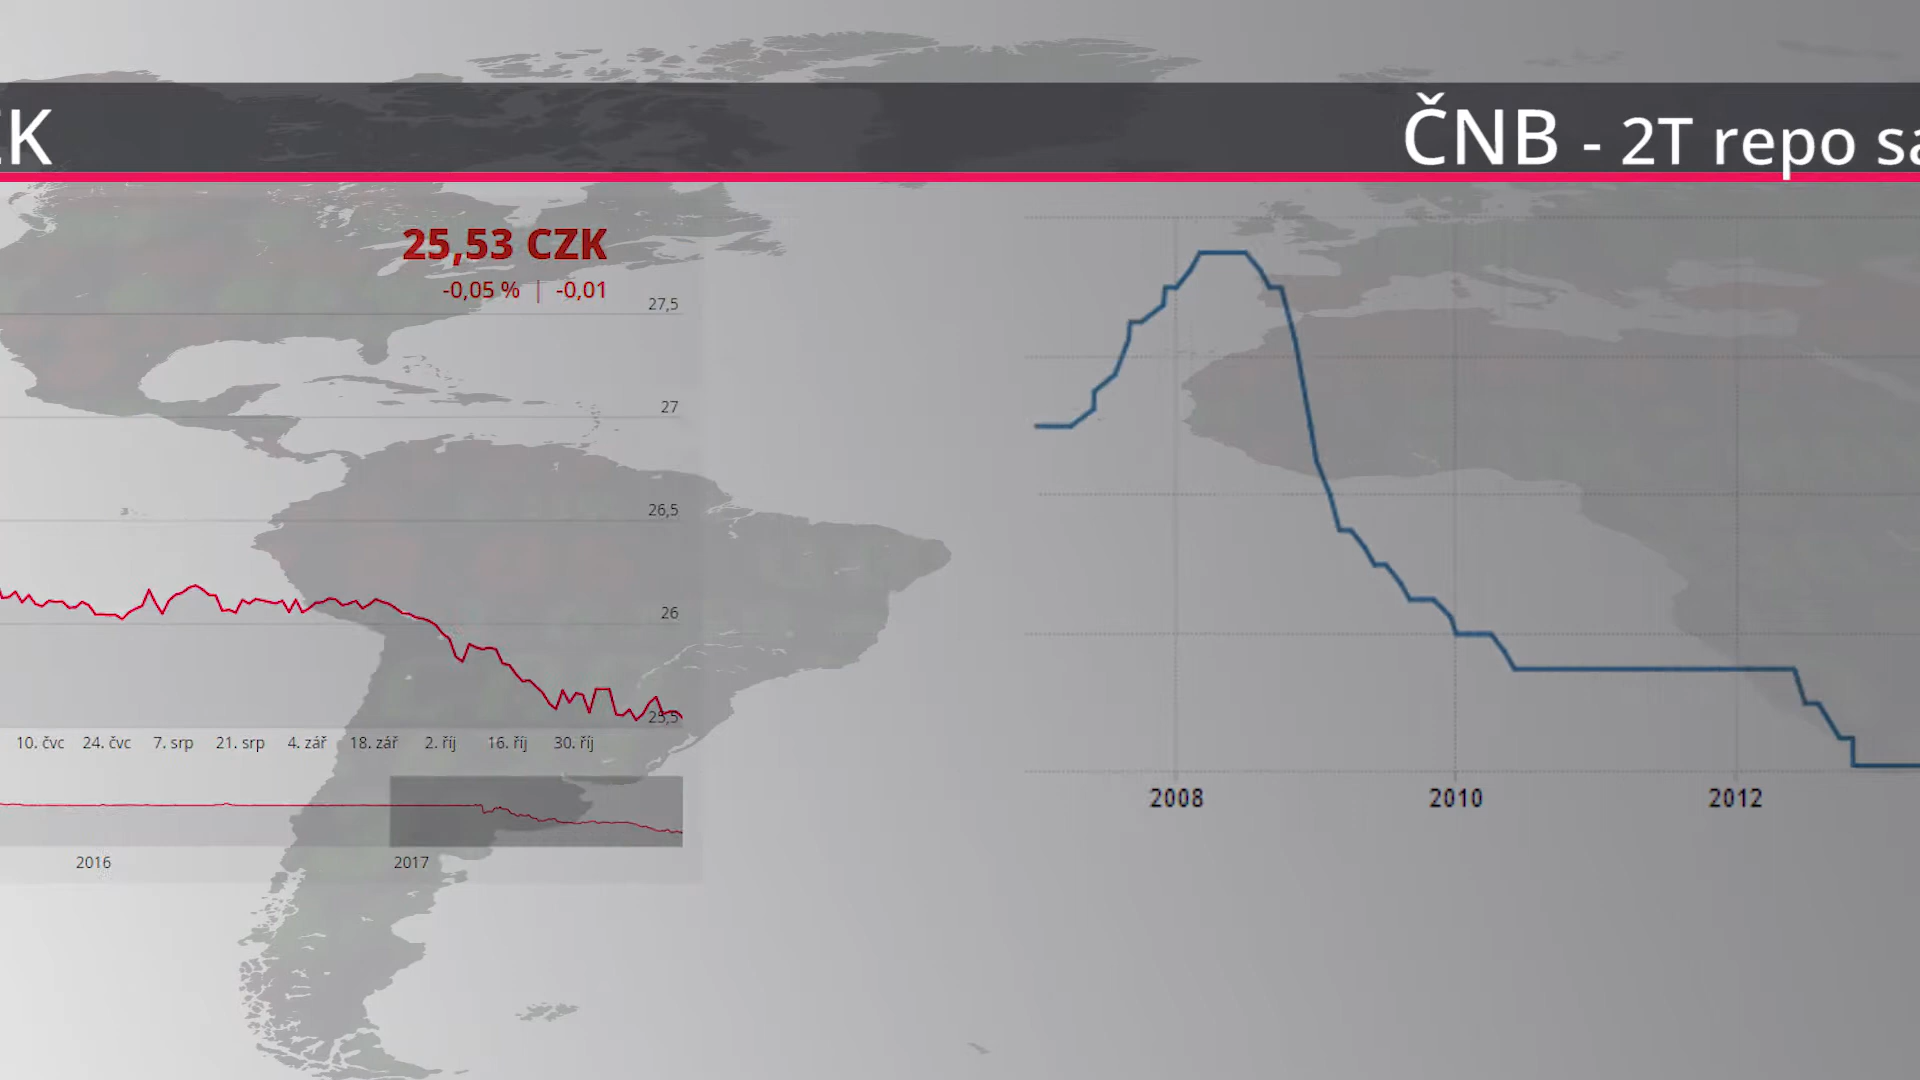 ČNB - 2T repo
25,53 CZK
-0,05 % | -0,01
27,5
27
26,5
26
25,5
10. čvc 24. čvc 7. srp 21. srp 4. zář 18. zář 2. říj 16. říj 30. říj
2016 2017
2008 2010 2012